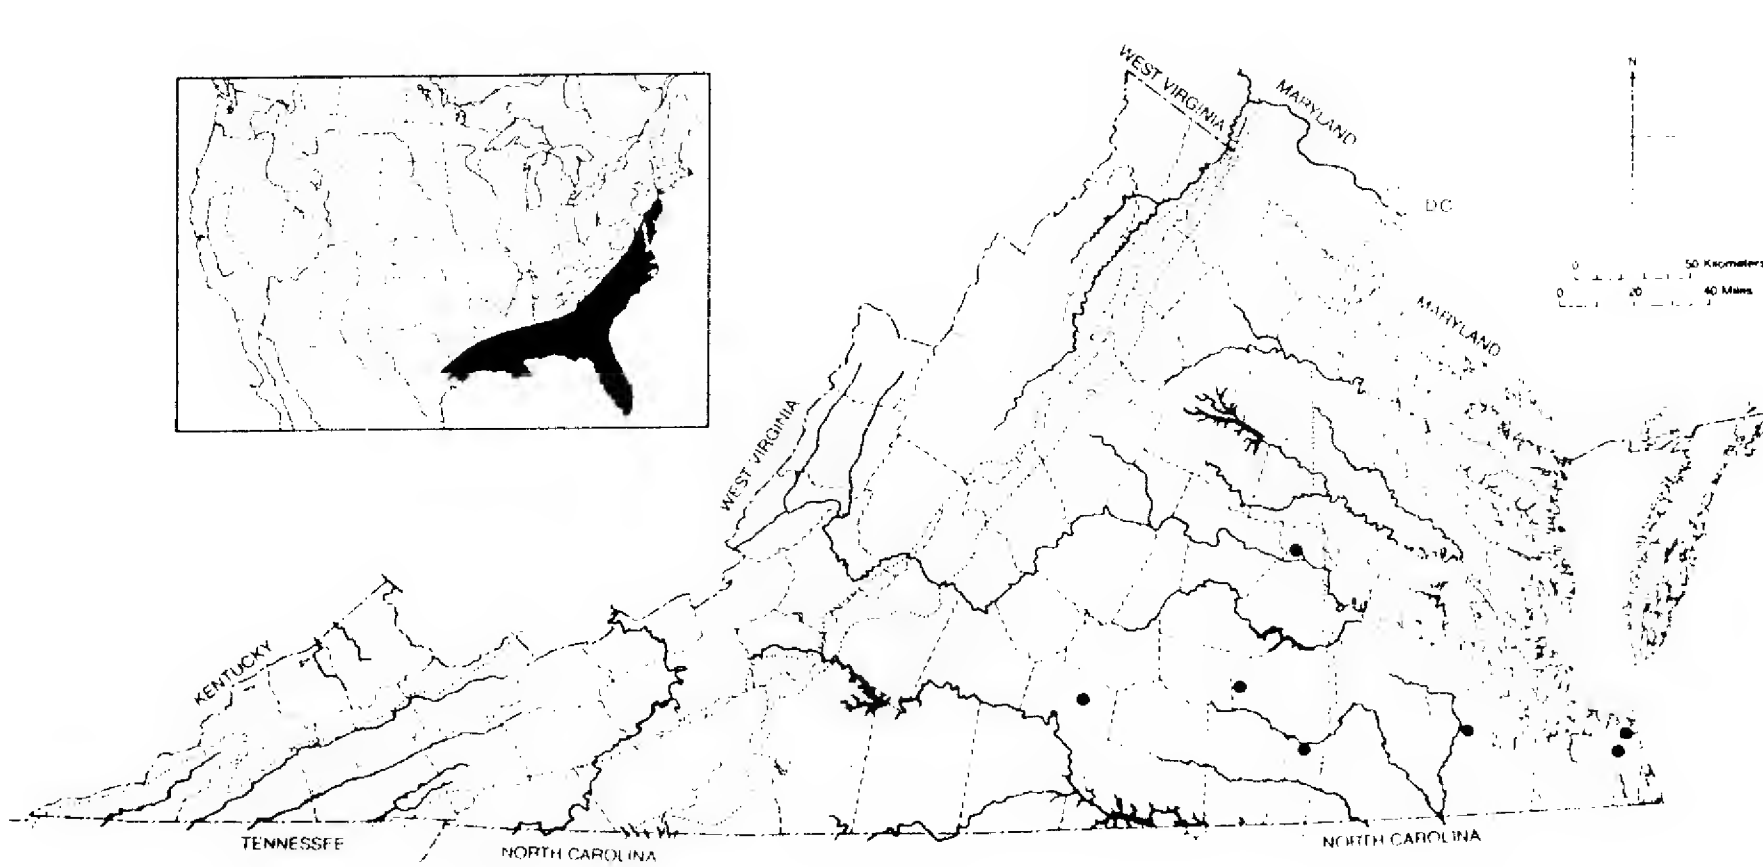 WEST VIRGINIA
MARYLAND
N
DC
0 50 Kilometers
0 20 40 Miles
MARYLAND
WEST VIRGINIA
KENTUCKY
TENNESSEE
NORTH CAROLINA
NORTH CAROLINA